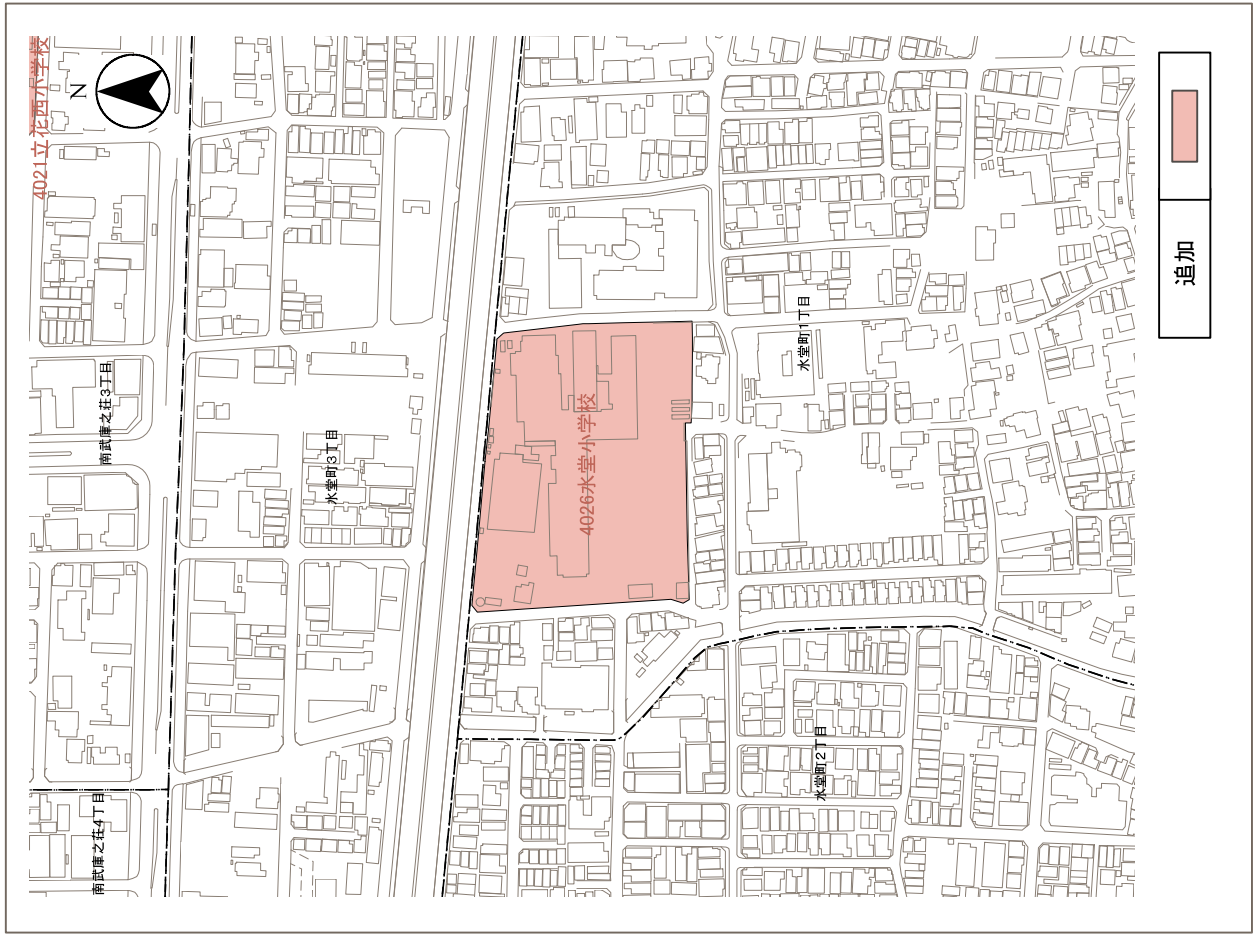 4021立花西小学校
N
南武庫之荘3丁目
水堂町3丁目
水堂町1丁目
4026水堂小学校
南武庫之荘4丁目
水堂町2丁目
追加